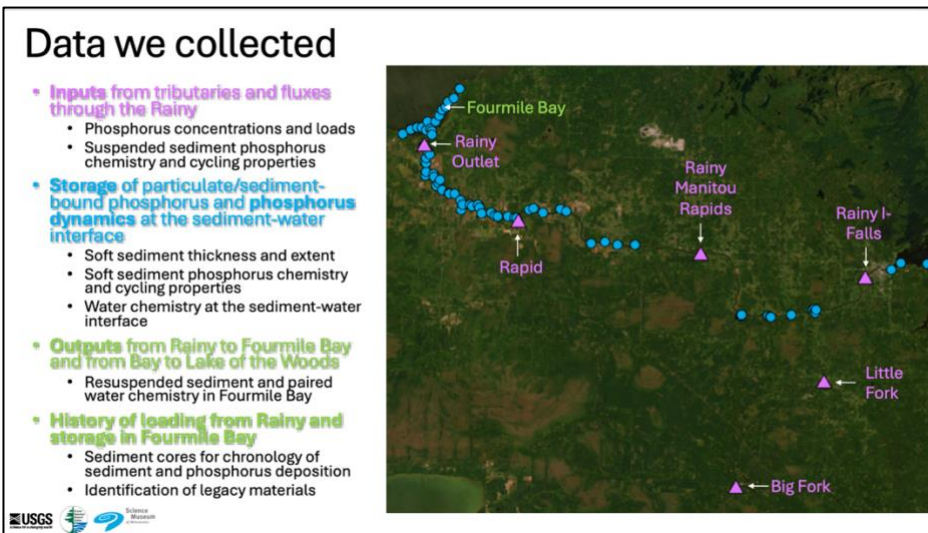 Data we collected
• Inputs from tributaries and fluxes
through the Rainy
• Phosphorus concentrations and loads
• Suspended sediment phosphorus
chemistry and cycling properties
• Storage of particulate/sediment-
bound phosphorus and phosphorus
dynamics at the sediment-water
interface
• Soft sediment thickness and extent
• Soft sediment phosphorus chemistry
and cycling properties
• Water chemistry at the sediment-water
interface
• Outputs from Rainy to Fourmile Bay
and from Bay to Lake of the Woods
• Resuspended sediment and paired
water chemistry in Fourmile Bay
• History of loading from Rainy and
storage in Fourmile Bay
• Sediment cores for chronology of
sediment and phosphorus deposition
• Identification of legacy materials
Fourmile Bay
Rainy
Outlet
Rapid
Rainy
Manitou
Rapids
Rainy I-
Falls
Little
Fork
Big Fork
USGS
Science
Museum